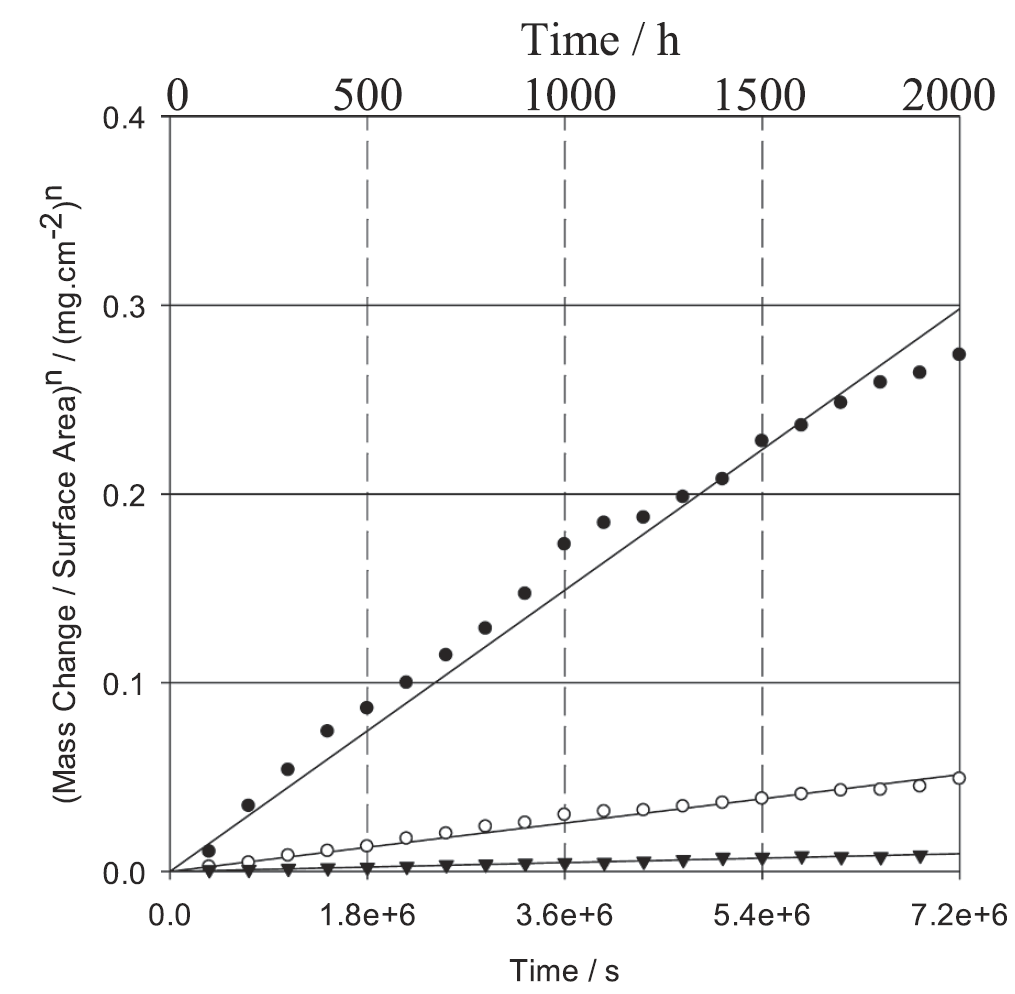 Time / h
0 500 1000 1500 2000
0.4
0.3
0.2
0.1
0.0
(Mass Change / Surface Area)ⁿ / (mg.cm⁻²)ⁿ
0.0 1.8e+6 3.6e+6 5.4e+6 7.2e+6
Time / s